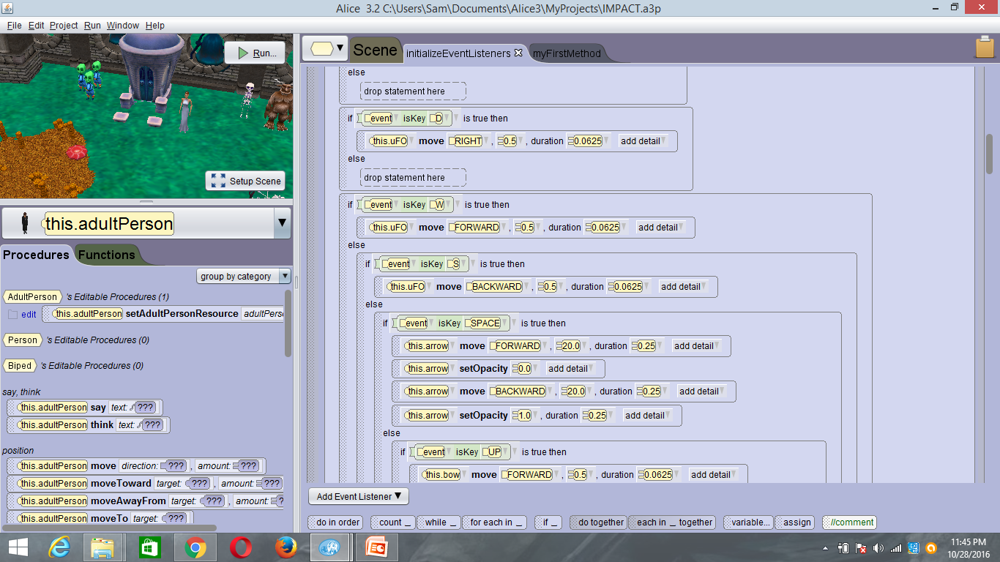 Alice 3.2 C:\Users\Sam\Documents\Alice3\MyProjects\IMPACT.a3p
File Edit Project Run Window Help
Run...
Setup Scene
this.adultPerson
Procedures Functions
group by category
AdultPerson 's Editable Procedures (1)
edit this.adultPerson setAdultPersonResource adultPers
Person 's Editable Procedures (0)
Biped 's Editable Procedures (0)
say, think
this.adultPerson say text: ???
this.adultPerson think text: ???
position
this.adultPerson move direction: ??? , amount: ???
this.adultPerson moveToward target: ??? , amount: ???
this.adultPerson moveAwayFrom target: ??? , amount: ?
this.adultPerson moveTo target: ???
Scene initializeEventListeners myFirstMethod
else
drop statement here
if event isKey D is true then
this.uFO move RIGHT , 0.5 , duration 0.0625 add detail
else
drop statement here
if event isKey W is true then
this.uFO move FORWARD , 0.5 , duration 0.0625 add detail
else
if event isKey S is true then
this.uFO move BACKWARD , 0.5 , duration 0.0625 add detail
else
if event isKey SPACE is true then
this.arrow move FORWARD , 20.0 , duration 0.25 add detail
this.arrow setOpacity 0.0 add detail
this.arrow move BACKWARD , 20.0 , duration 0.25 add detail
this.arrow setOpacity 1.0 , duration 0.25 add detail
else
if event isKey UP is true then
this.bow move FORWARD , 0.5 , duration 0.0625 add detail
Add Event Listener
do in order count _ while _ for each in _ if _ do together each in _ together variable... assign //comment
11:45 PM
10/28/2016